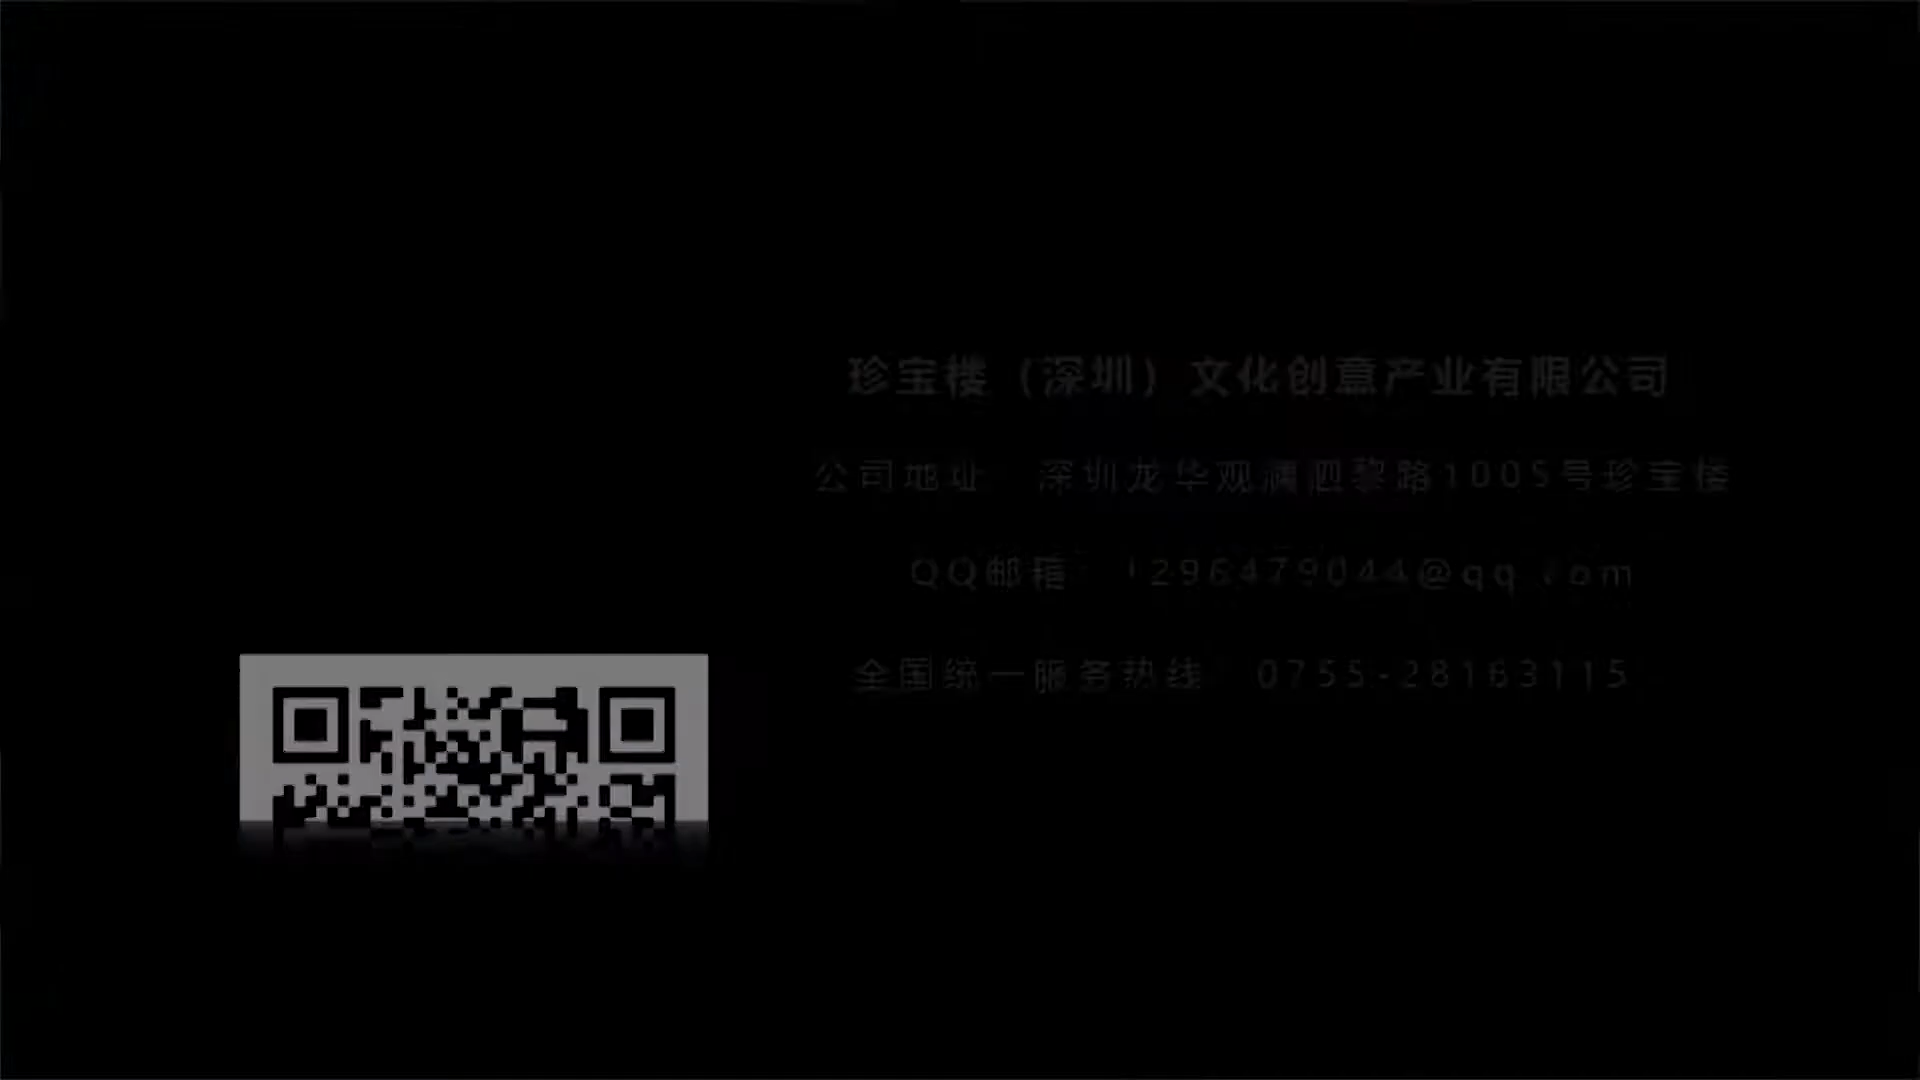 珍宝楼（深圳）文化创意产业有限公司
公司地址：深圳龙华观澜泗黎路1005号珍宝楼
QQ邮箱：1296479044@qq.com
全国统一服务热线：0755-28163115